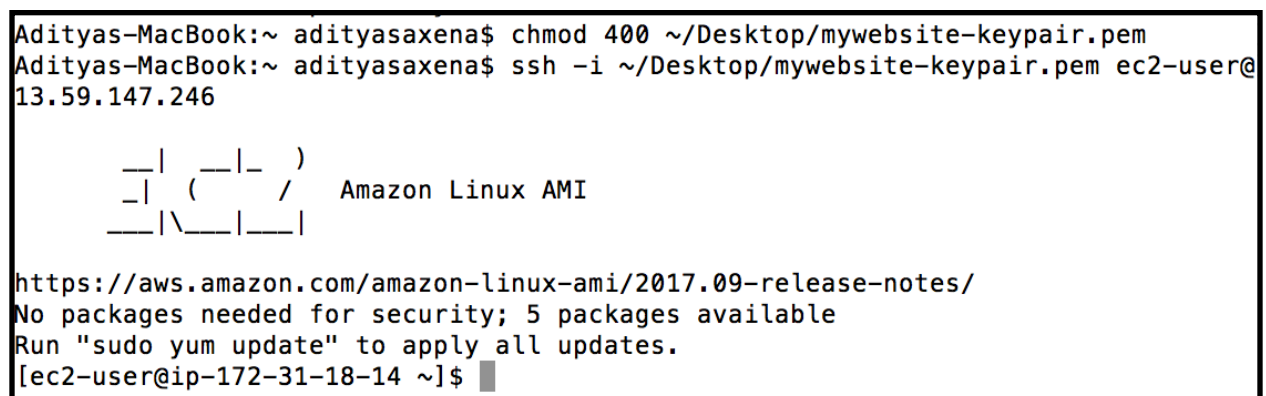 Adityas-MacBook:~ adityasaxena$ chmod 400 ~/Desktop/mywebsite-keypair.pem
Adityas-MacBook:~ adityasaxena$ ssh -i ~/Desktop/mywebsite-keypair.pem ec2-user@
13.59.147.246
       __|  __|_  )
       _|  (     /   Amazon Linux AMI
      ___|\___|___|
https://aws.amazon.com/amazon-linux-ami/2017.09-release-notes/
No packages needed for security; 5 packages available
Run "sudo yum update" to apply all updates.
[ec2-user@ip-172-31-18-14 ~]$